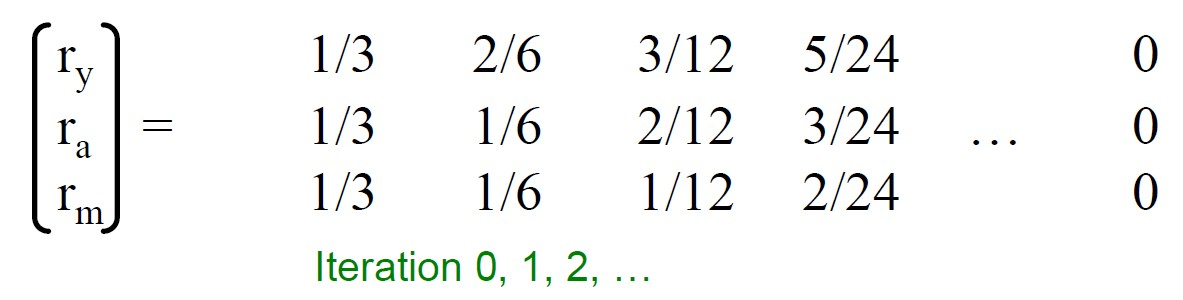 r_y 1/3 2/6 3/12 5/24 0
r_a = 1/3 1/6 2/12 3/24 … 0
r_m 1/3 1/6 1/12 2/24 0
Iteration 0, 1, 2, …